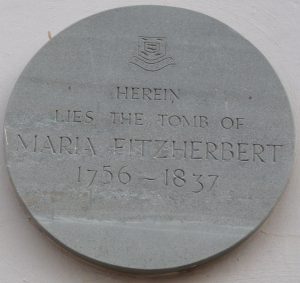 HEREIN
LIES THE TOMB OF
MARIA FITZHERBERT
1756 - 1837